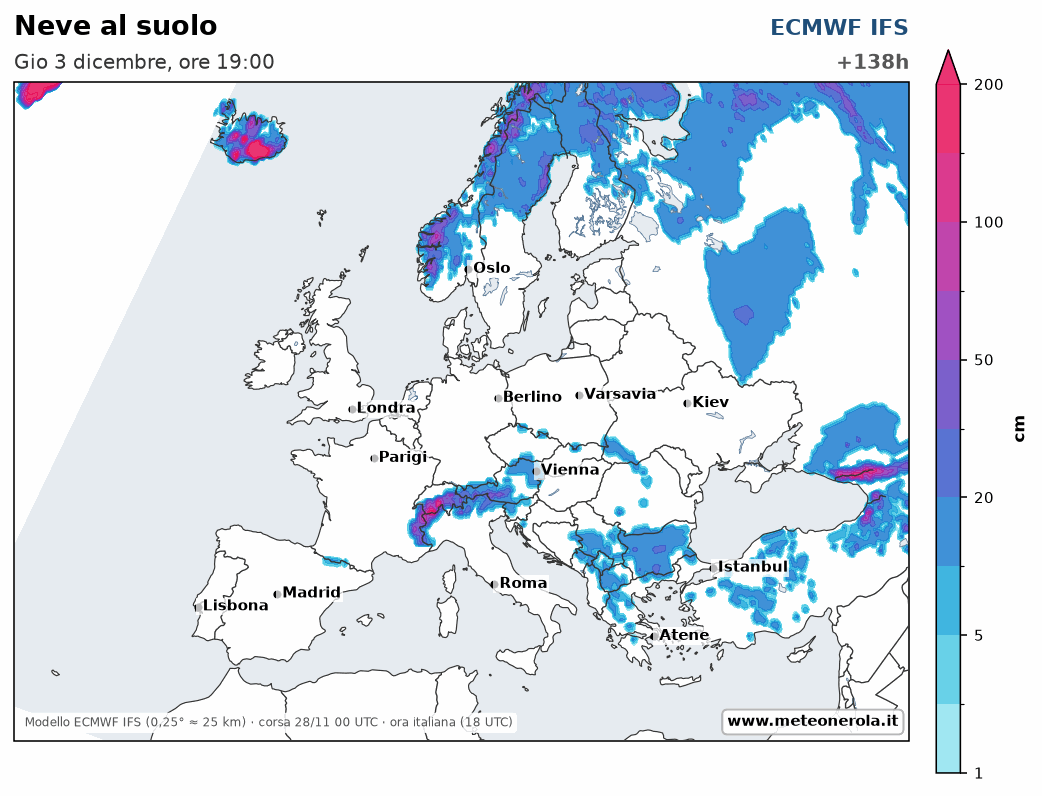 Neve al suolo
ECMWF IFS
Gio 3 dicembre, ore 19:00
+138h
200
100
50
20
5
1
cm
Oslo
Londra
Berlino
Varsavia
Kiev
Parigi
Vienna
Istanbul
Roma
Madrid
Lisbona
Atene
Modello ECMWF IFS (0,25° ≈ 25 km) · corsa 28/11 00 UTC · ora italiana (18 UTC)
www.meteonerola.it